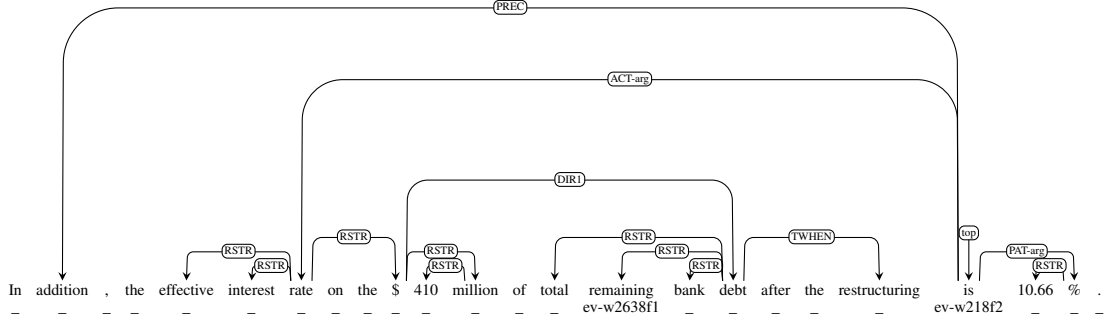 PREC
ACT-arg
DIR1
RSTR RSTR RSTR RSTR TWHEN top
RSTR RSTR RSTR RSTR PAT-arg RSTR
In addition , the effective interest rate on the $ 410 million of total remaining bank debt after the restructuring is 10.66 % .
_ _ _ _ _ _ _ _ _ _ _ _ _ _ ev-w2638f1 _ _ _ _ _ ev-w218f2 _ _ _